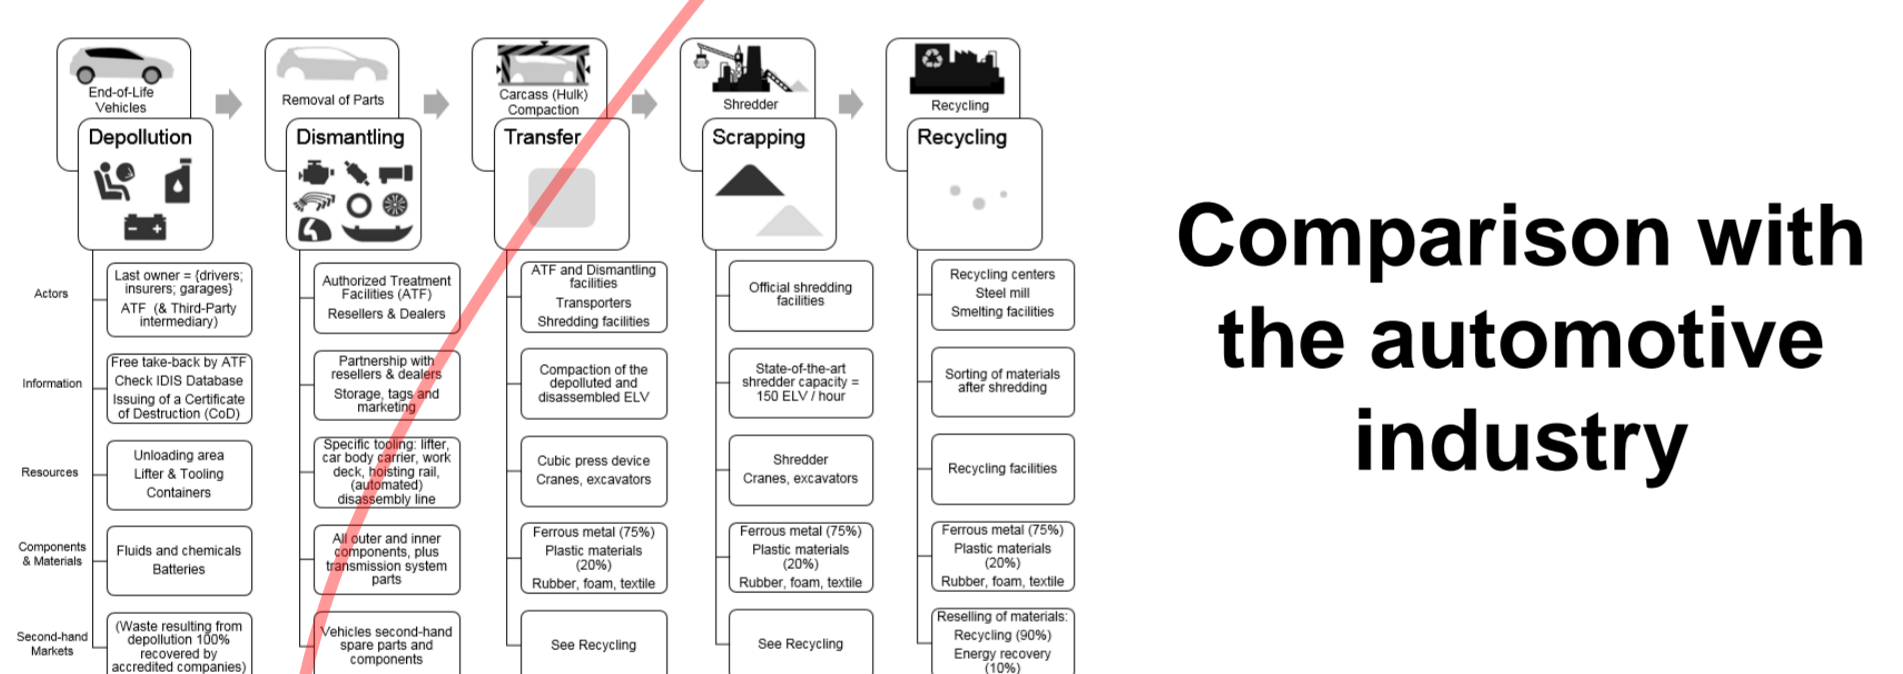 End-of-Life
Vehicles
Depollution
Removal of Parts
Dismantling
Carcass (Hulk)
Compaction
Transfer
Shredder
Scrapping
Recycling
Recycling
Actors
Last owner = {drivers;
insurers; garages}
ATF (& Third-Party
intermediary)
Authorized Treatment
Facilities (ATF)
Resellers & Dealers
ATF and Dismantling
facilities
Transporters
Shredding facilities
Official shredding
facilities
Recycling centers
Steel mill
Smelting facilities
Information
Free take-back by ATF
Check IDIS Database
Issuing of a Certificate
of Destruction (CoD)
Partnership with
resellers & dealers
Storage, tags and
marketing
Compaction of the
depolluted and
disassembled ELV
State-of-the-art
shredder capacity =
150 ELV / hour
Sorting of materials
after shredding
Resources
Unloading area
Lifter & Tooling
Containers
Specific tooling: lifter,
car body carrier, work
deck, hoisting rail,
(automated)
disassembly line
Cubic press device
Cranes, excavators
Shredder
Cranes, excavators
Recycling facilities
Components
& Materials
Fluids and chemicals
Batteries
All outer and inner
components, plus
transmission system
parts
Ferrous metal (75%)
Plastic materials
(20%)
Rubber, foam, textile
Ferrous metal (75%)
Plastic materials
(20%)
Rubber, foam, textile
Ferrous metal (75%)
Plastic materials
(20%)
Rubber, foam, textile
Second-hand
Markets
(Waste resulting from
depollution 100%
recovered by
accredited companies)
Vehicles second-hand
spare parts and
components
See Recycling
See Recycling
Reselling of materials:
Recycling (90%)
Energy recovery
(10%)
Comparison with
the automotive
industry